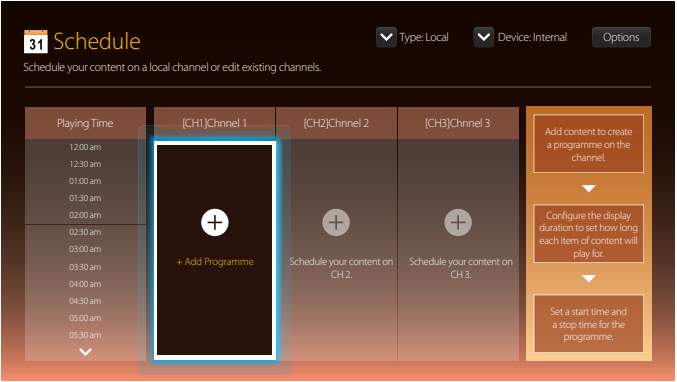 31 Schedule
Type: Local
Device: Internal
Options
Schedule your content on a local channel or edit existing channels.
Playing Time
[CH1]Chnnel 1
[CH2]Chnnel 2
[CH3]Chnnel 3
12:00 am
12:30 am
01:00 am
01:30 am
02:00 am
02:30 am
03:00 am
03:30 am
04:00 am
04:30 am
05:00 am
05:30 am
+ Add Programme
Schedule your content on
CH 2.
Schedule your content on
CH 3.
Add content to create
a programme on the
channel.
Configure the display
duration to set how long
each item of content will
play for.
Set a start time and
a stop time for the
programme.